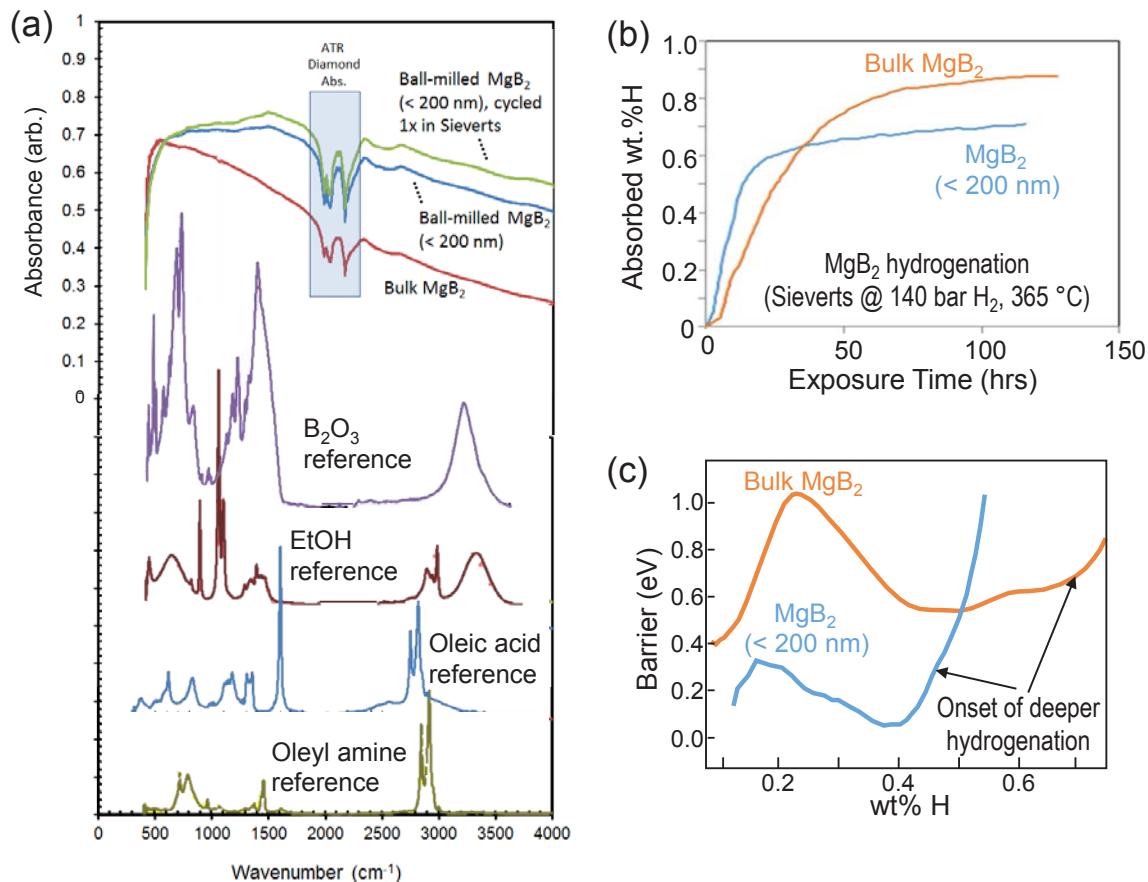 (a)
1
0.9
0.8
0.7
0.6
0.5
0.4
0.3
0.2
0.1
0
Absorbance (arb.)
ATR
Diamond
Abs.
Ball-milled MgB2
(< 200 nm), cycled
1x in Sieverts
Ball-milled MgB2
(< 200 nm)
Bulk MgB2
B2O3
reference
EtOH
reference
Oleic acid
reference
Oleyl amine
reference
0 500 1000 1500 2000 2500 3000 3500 4000
Wavenumber (cm-1)
(b)
1.0
0.8
0.6
0.4
0.2
0
Absorbed wt.%H
Bulk MgB2
MgB2
(< 200 nm)
MgB2 hydrogenation
(Sieverts @ 140 bar H2, 365 °C)
0 50 100 150
Exposure Time (hrs)
(c)
1.0
0.8
0.6
0.4
0.2
0.0
Barrier (eV)
Bulk MgB2
MgB2
(< 200 nm)
Onset of deeper
hydrogenation
0.2 0.4 0.6
wt% H